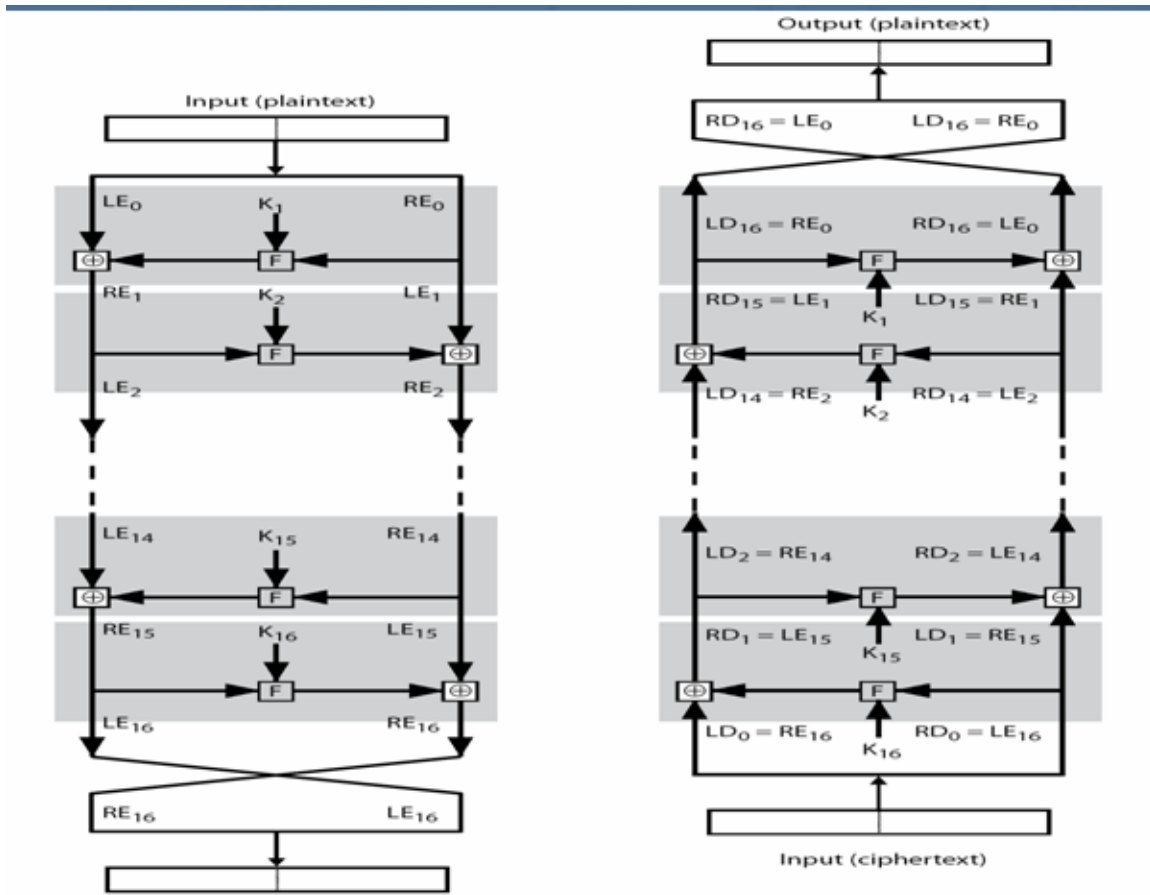 Input (plaintext)
LE₀ K₁ RE₀
F
RE₁ K₂ LE₁
F
LE₂ RE₂
LE₁₄ K₁₅ RE₁₄
F
RE₁₅ K₁₆ LE₁₅
F
LE₁₆ RE₁₆
RE₁₆ LE₁₆
Output (plaintext)
RD₁₆ = LE₀ LD₁₆ = RE₀
LD₁₆ = RE₀ RD₁₆ = LE₀
F
RD₁₅ = LE₁ K₁ LD₁₅ = RE₁
F
LD₁₄ = RE₂ K₂ RD₁₄ = LE₂
LD₂ = RE₁₄ RD₂ = LE₁₄
F
RD₁ = LE₁₅ K₁₅ LD₁ = RE₁₅
F
LD₀ = RE₁₆ K₁₆ RD₀ = LE₁₆
Input (ciphertext)